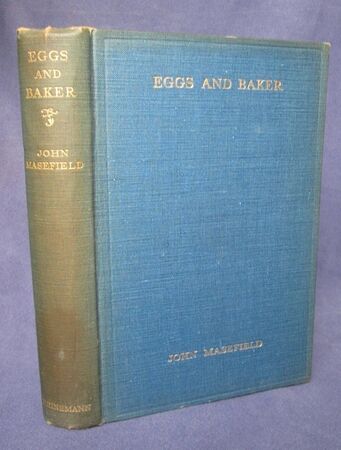 EGGS
AND
BAKER
JOHN
MASEFIELD
HEINEMANN
EGGS AND BAKER
JOHN MASEFIELD